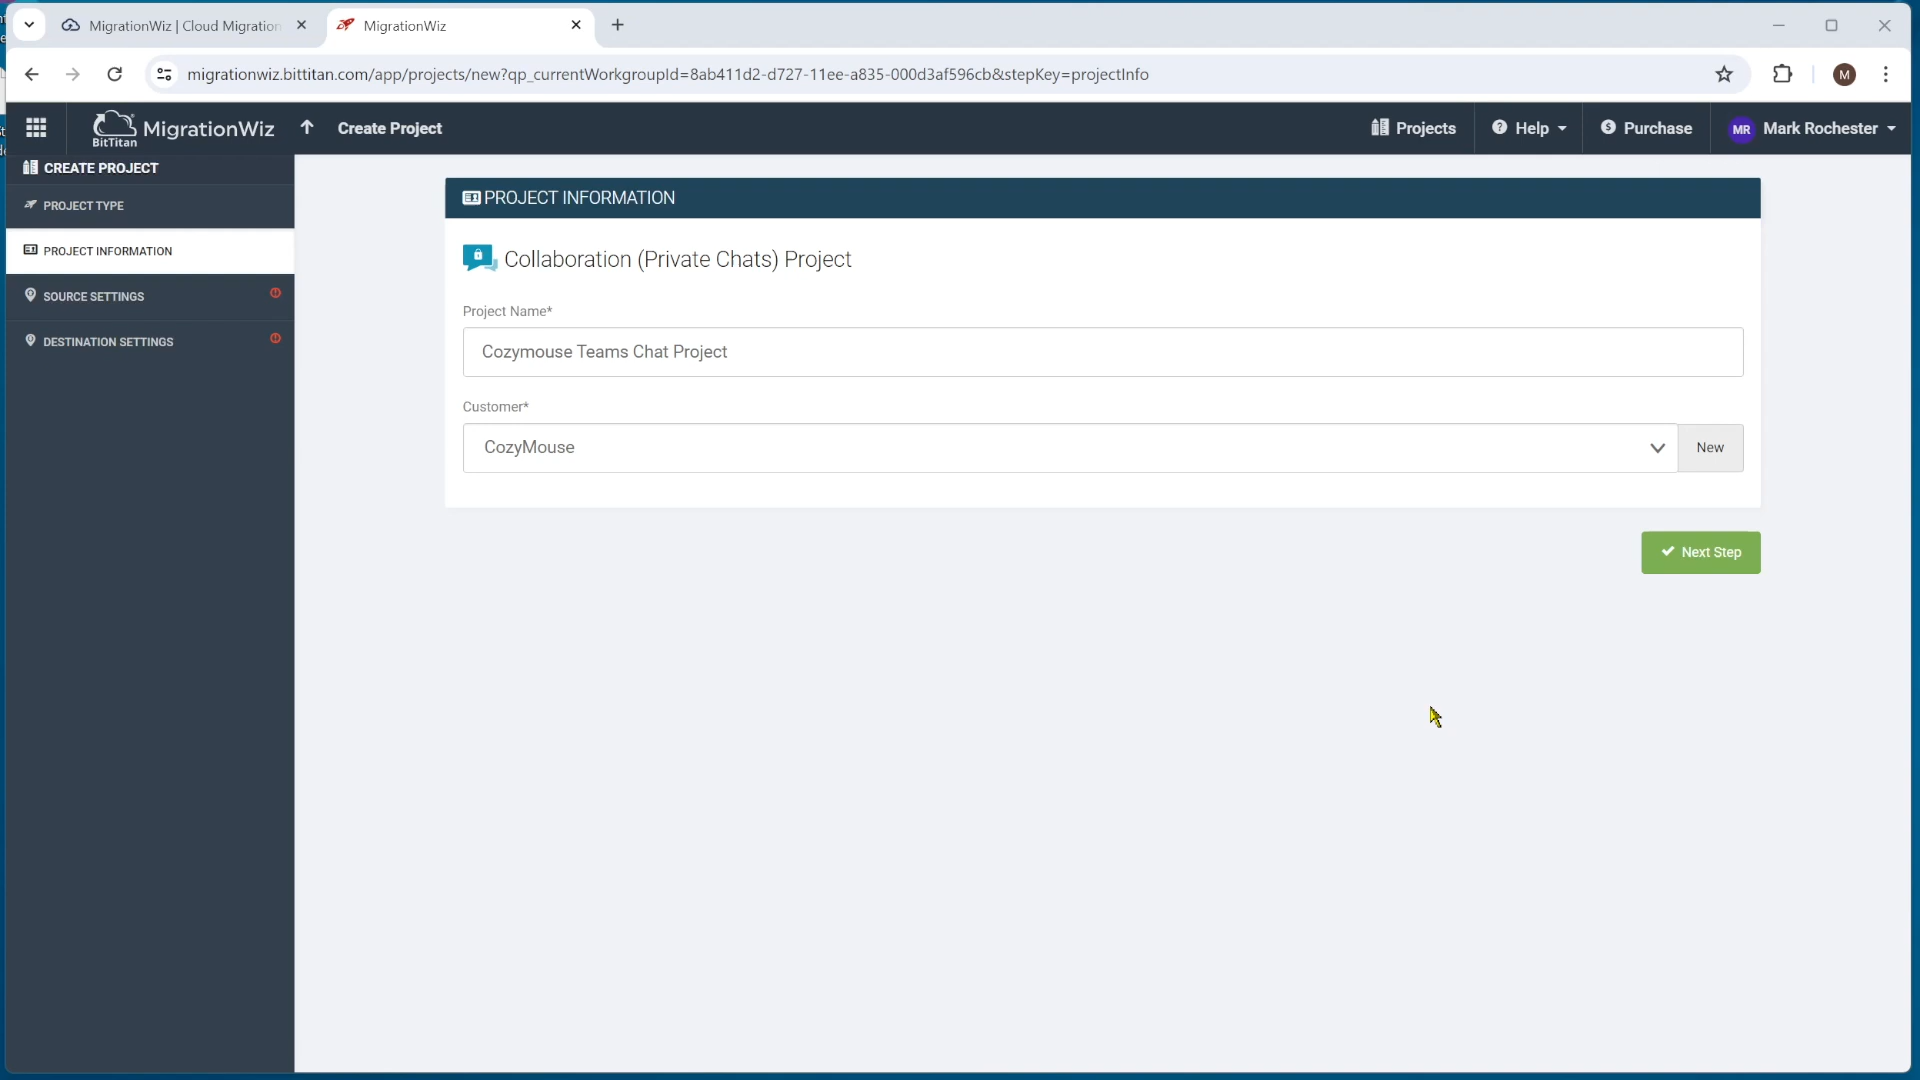 MigrationWiz | Cloud Migration
MigrationWiz
migrationwiz.bittitan.com/app/projects/new?qp_currentWorkgroupId=8ab411d2-d727-11ee-a835-000d3af596cb&stepKey=projectInfo
M
BitTitan
MigrationWiz
Create Project
Projects
Help
Purchase
MR
Mark Rochester
CREATE PROJECT
PROJECT TYPE
PROJECT INFORMATION
SOURCE SETTINGS
DESTINATION SETTINGS
PROJECT INFORMATION
Collaboration (Private Chats) Project
Project Name*
Cozymouse Teams Chat Project
Customer*
CozyMouse
New
Next Step